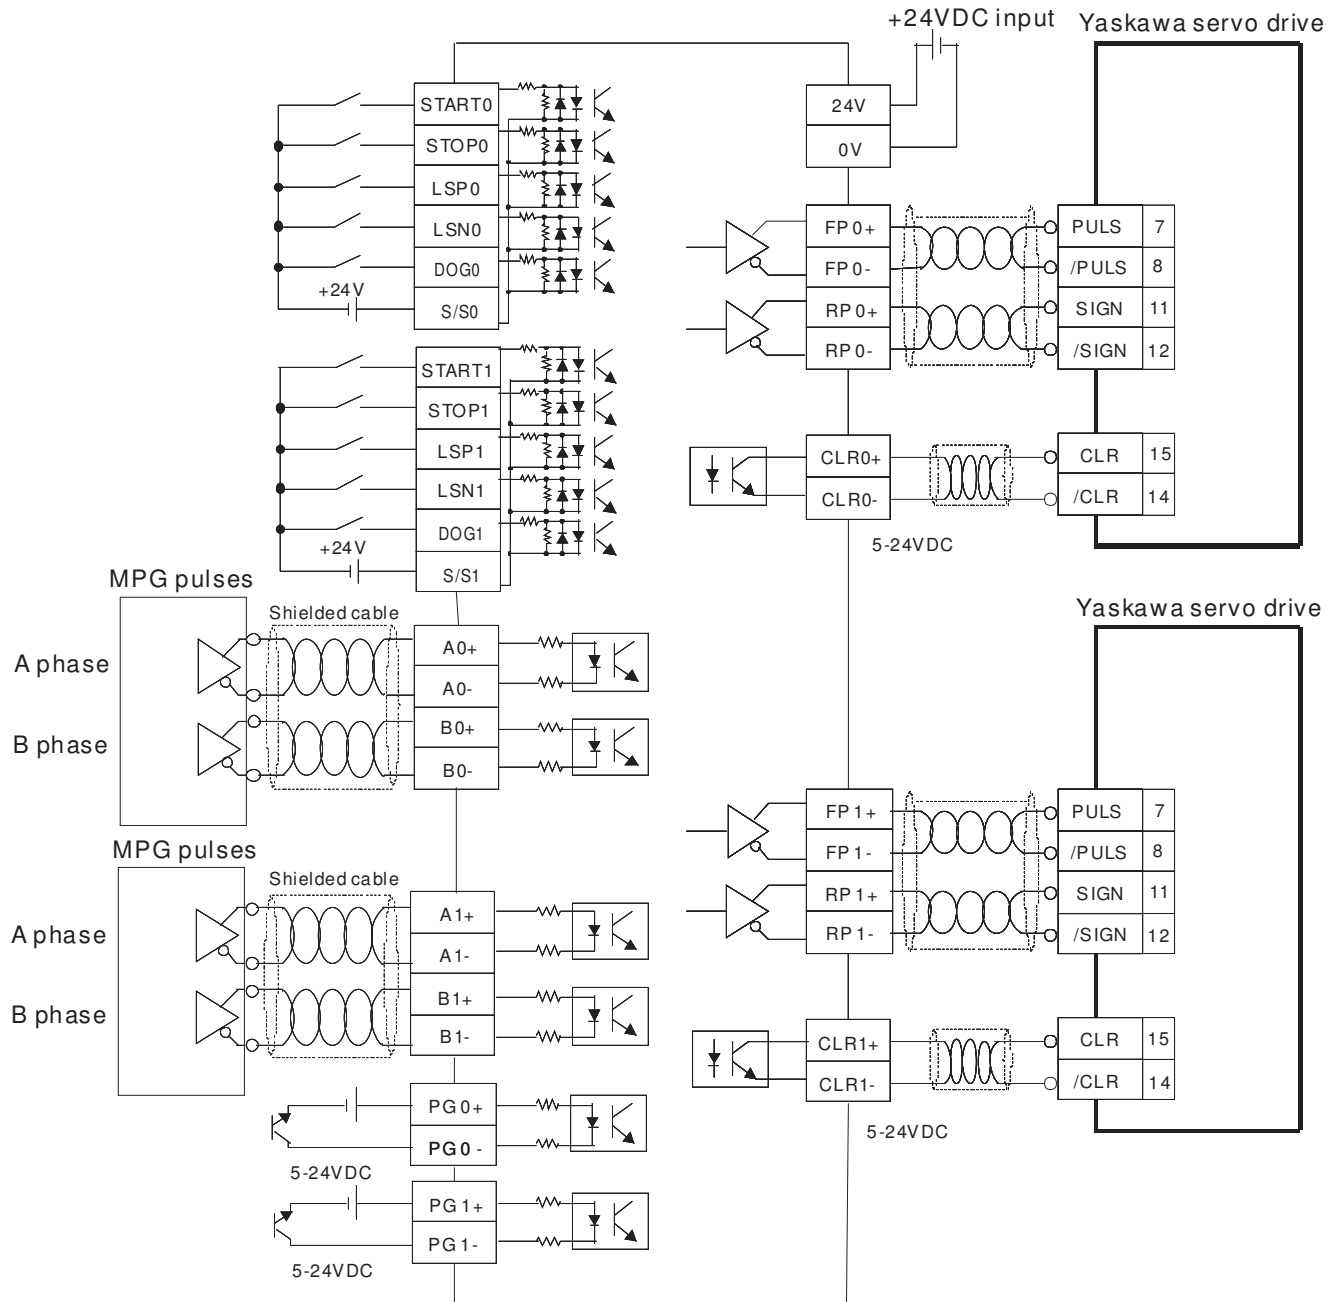 +24VDC input
Yaskawa servo drive
START0
STOP0
LSP0
LSN0
DOG0
+24V
S/S0
START1
STOP1
LSP1
LSN1
DOG1
+24V
S/S1
MPG pulses
Shielded cable
A phase
B phase
A0+
A0-
B0+
B0-
MPG pulses
Shielded cable
A phase
B phase
A1+
A1-
B1+
B1-
PG0+
PG0 -
5-24VDC
PG1+
PG1-
5-24VDC
24V
0V
FP0+
FP0-
RP0+
RP0-
PULS 7
/PULS 8
SIGN 11
/SIGN 12
CLR0+
CLR0-
5-24VDC
CLR 15
/CLR 14
Yaskawa servo drive
FP1+
FP1-
RP1+
RP1-
PULS 7
/PULS 8
SIGN 11
/SIGN 12
CLR1+
CLR1-
5-24VDC
CLR 15
/CLR 14